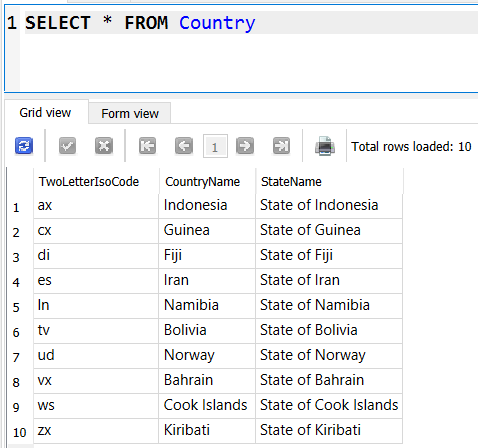 1 SELECT * FROM Country
Grid view Form view
1 Total rows loaded: 10
TwoLetterIsoCode CountryName StateName
1 ax Indonesia State of Indonesia
2 cx Guinea State of Guinea
3 di Fiji State of Fiji
4 es Iran State of Iran
5 ln Namibia State of Namibia
6 tv Bolivia State of Bolivia
7 ud Norway State of Norway
8 vx Bahrain State of Bahrain
9 ws Cook Islands State of Cook Islands
10 zx Kiribati State of Kiribati